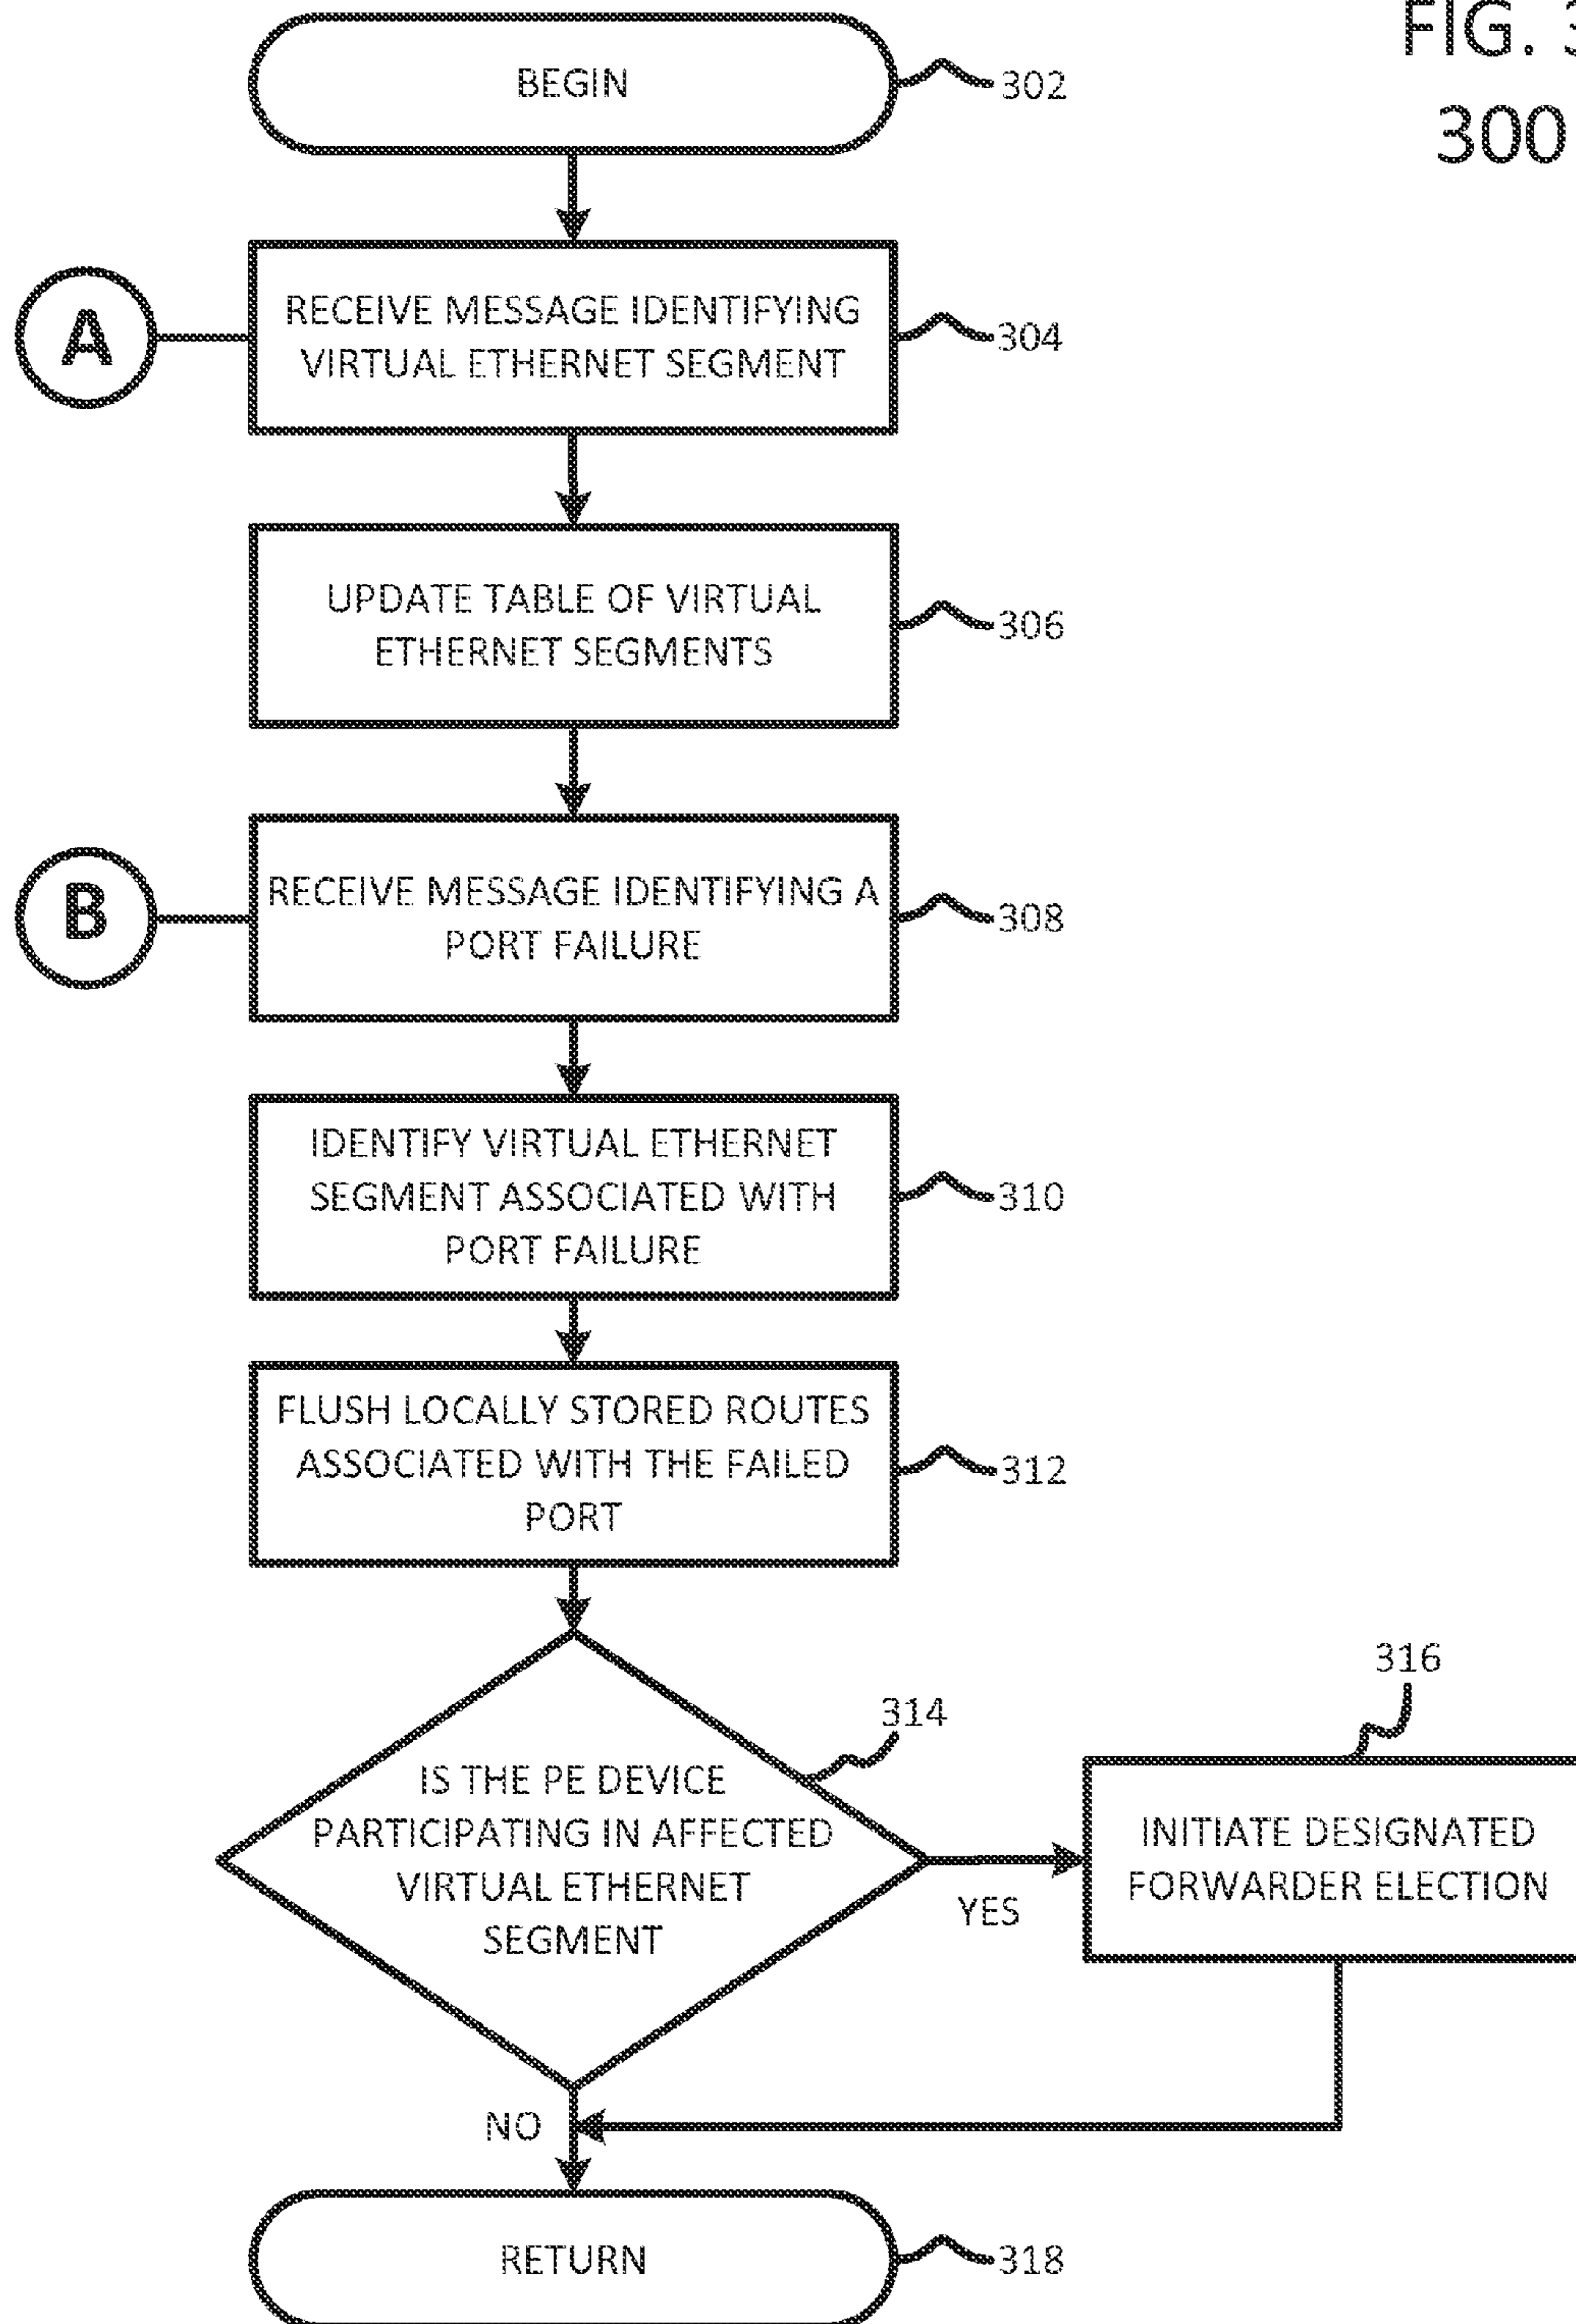 FIG. 3
300
BEGIN
302
A
RECEIVE MESSAGE IDENTIFYING
VIRTUAL ETHERNET SEGMENT
304
UPDATE TABLE OF VIRTUAL
ETHERNET SEGMENTS
306
B
RECEIVE MESSAGE IDENTIFYING A
PORT FAILURE
308
IDENTIFY VIRTUAL ETHERNET
SEGMENT ASSOCIATED WITH
PORT FAILURE
310
FLUSH LOCALLY STORED ROUTES
ASSOCIATED WITH THE FAILED
PORT
312
314
IS THE PE DEVICE
PARTICIPATING IN AFFECTED
VIRTUAL ETHERNET
SEGMENT
YES
316
INITIATE DESIGNATED
FORWARDER ELECTION
NO
RETURN
318